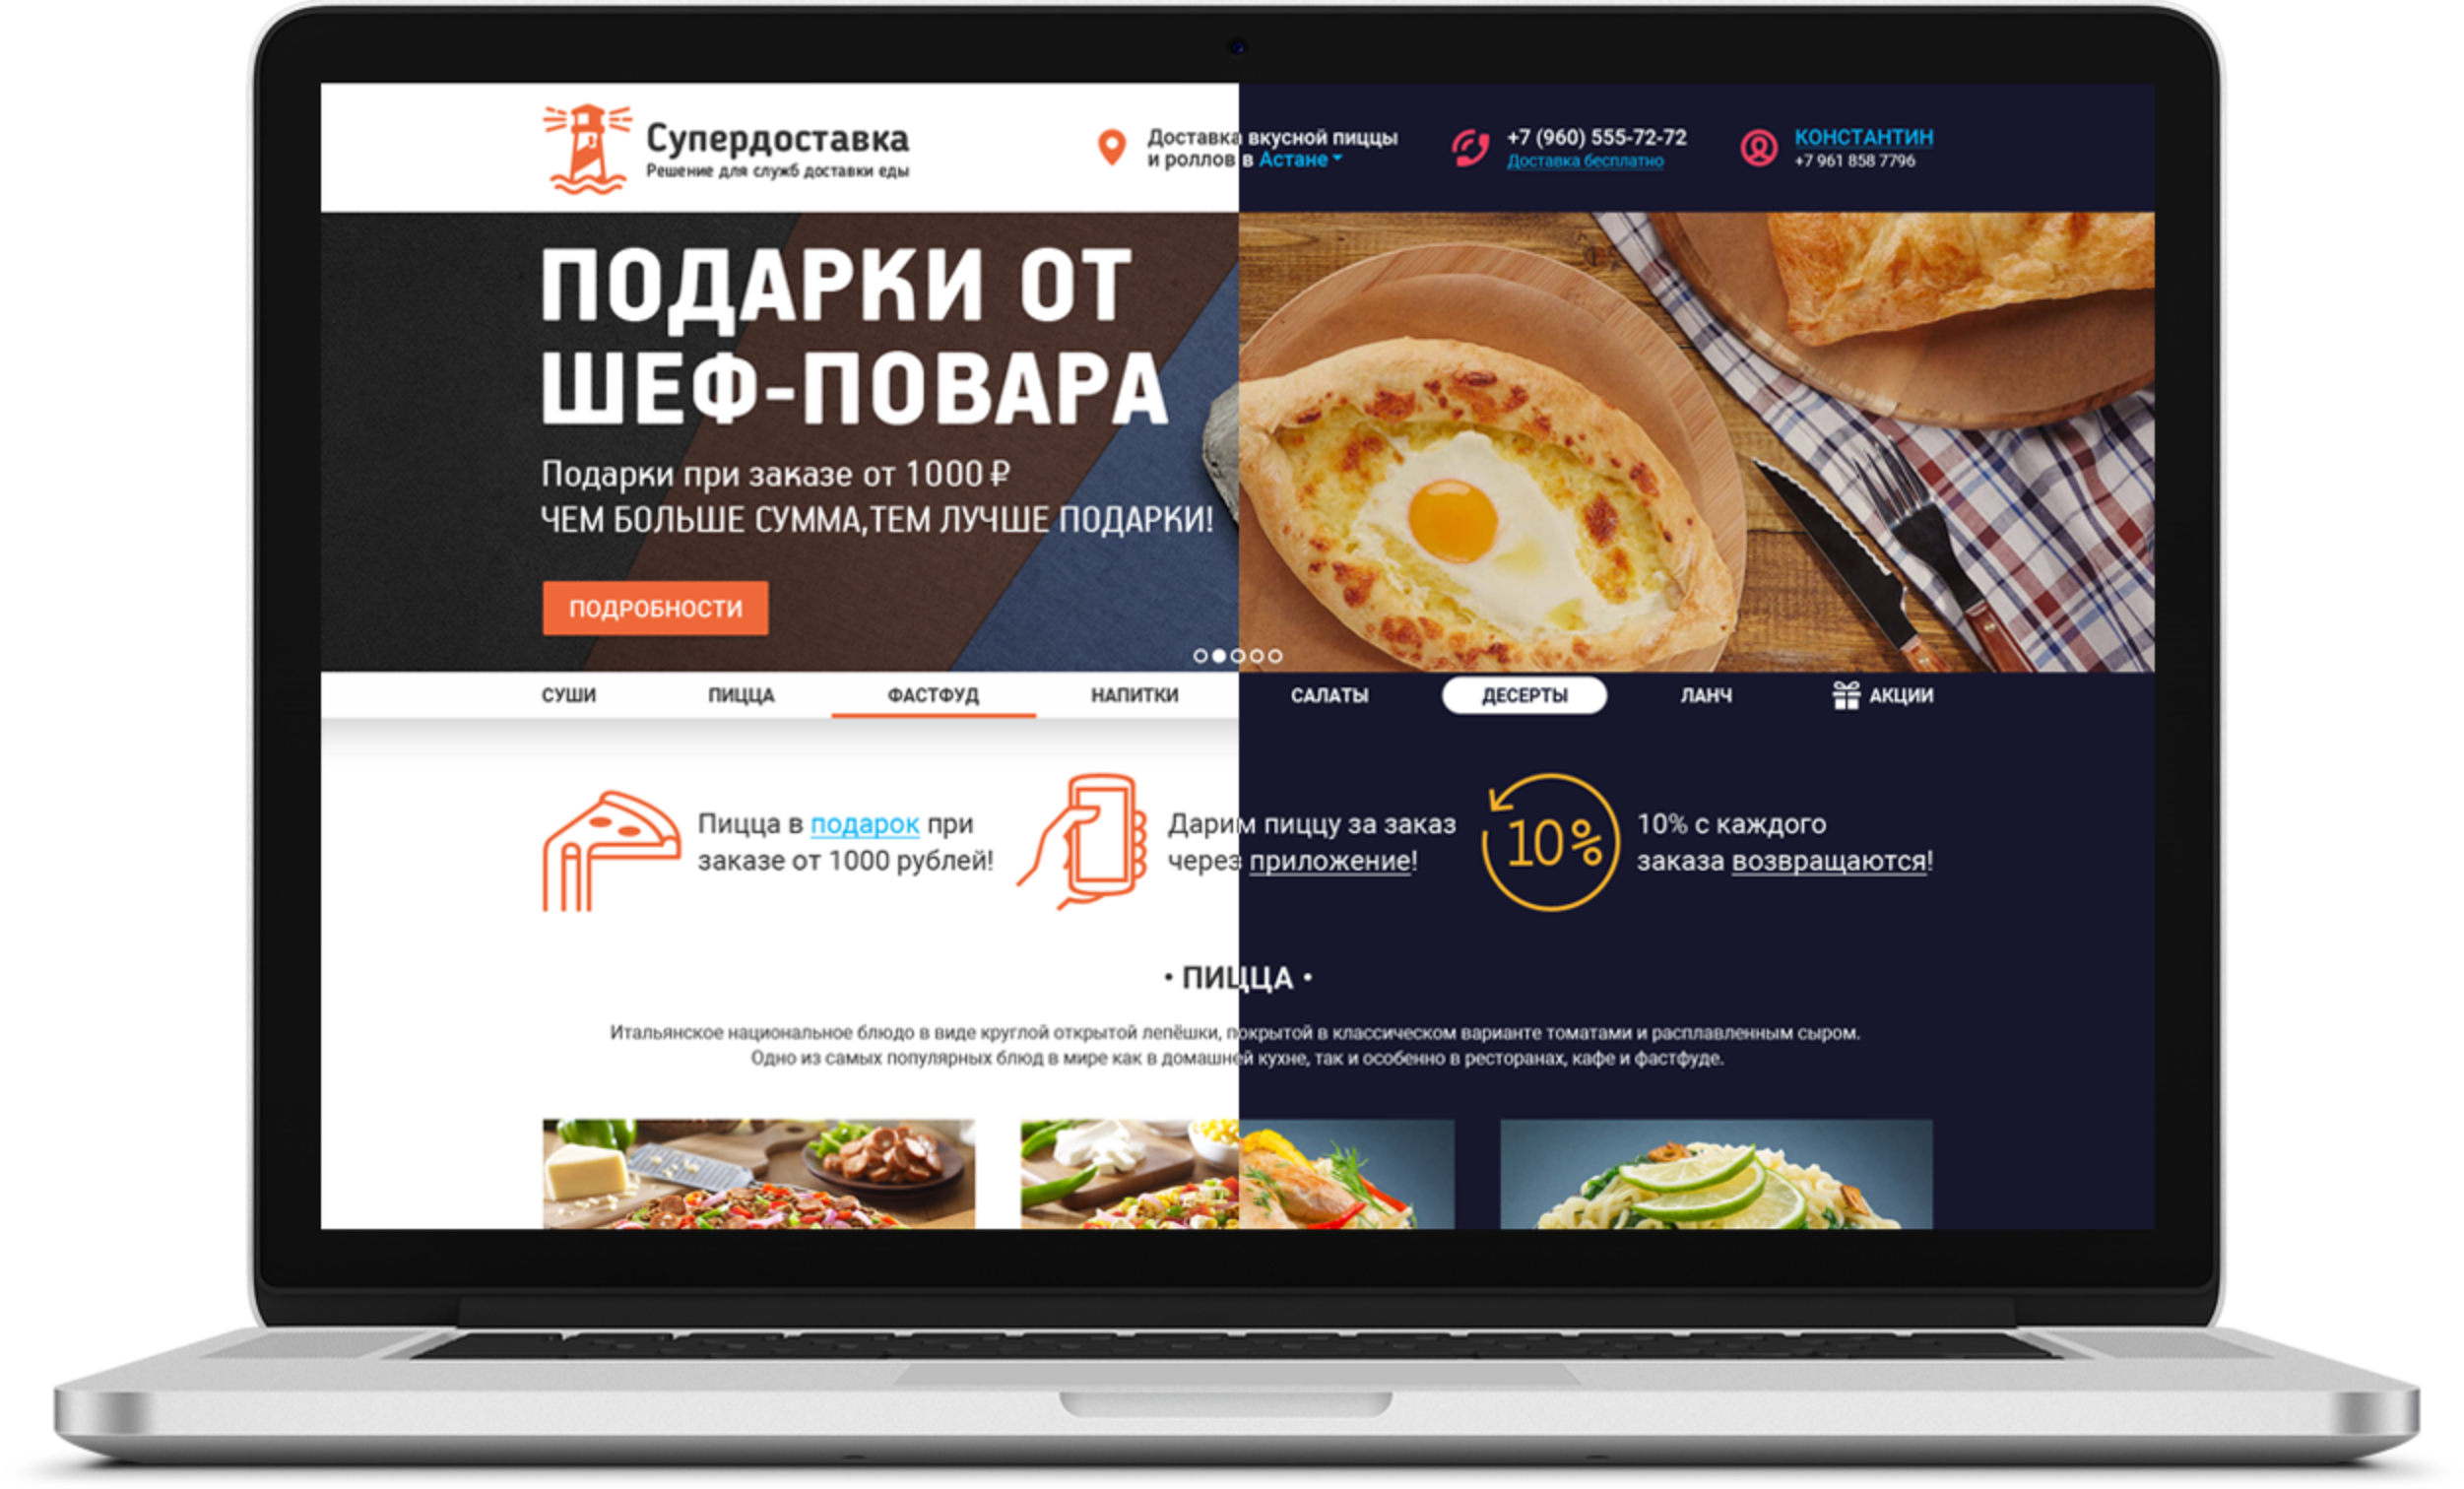 Супердоставка
Решение для служб доставки еды
Доставка вкусной пиццы
и роллов в Астане
+7 (960) 555-72-72
Доставка бесплатно
КОНСТАНТИН
+7 961 858 7796
ПОДАРКИ ОТ
ШЕФ-ПОВАРА
Подарки при заказе от 1000 ₽
ЧЕМ БОЛЬШЕ СУММА,ТЕМ ЛУЧШЕ ПОДАРКИ!
ПОДРОБНОСТИ
СУШИ ПИЦЦА ФАСТФУД НАПИТКИ САЛАТЫ ДЕСЕРТЫ ЛАНЧ АКЦИИ
Пицца в подарок при
заказе от 1000 рублей!
Дарим пиццу за заказ
через приложение!
10%
10% с каждого
заказа возвращаются!
• ПИЦЦА •
Итальянское национальное блюдо в виде круглой открытой лепёшки, покрытой в классическом варианте томатами и расплавленным сыром.
Одно из самых популярных блюд в мире как в домашней кухне, так и особенно в ресторанах, кафе и фастфуде.